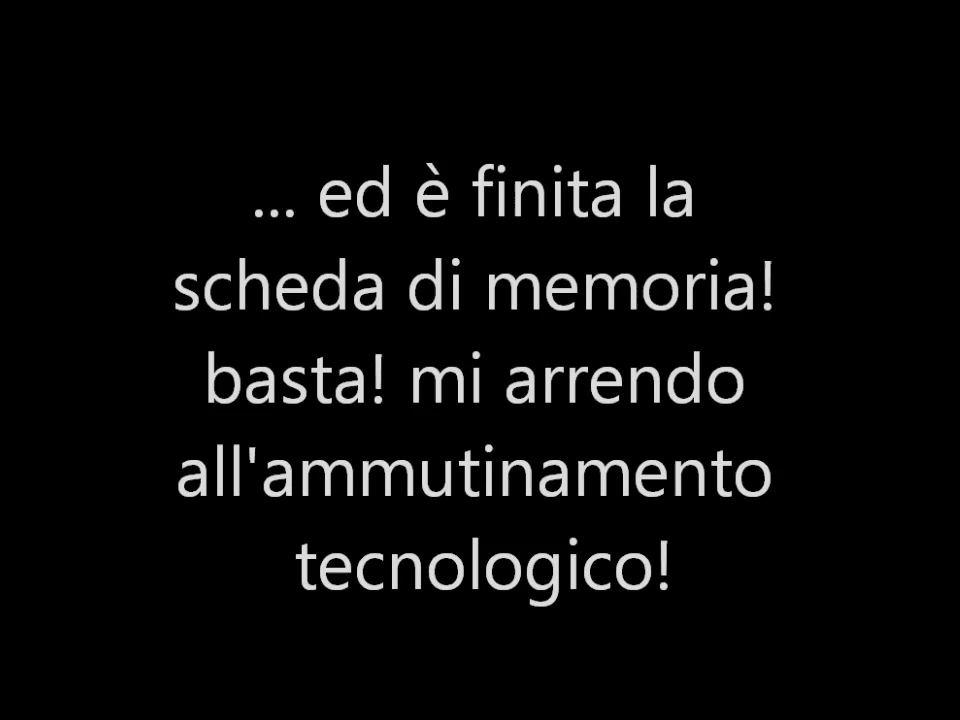 ... ed è finita la
scheda di memoria!
basta! mi arrendo
all'ammutinamento
tecnologico!